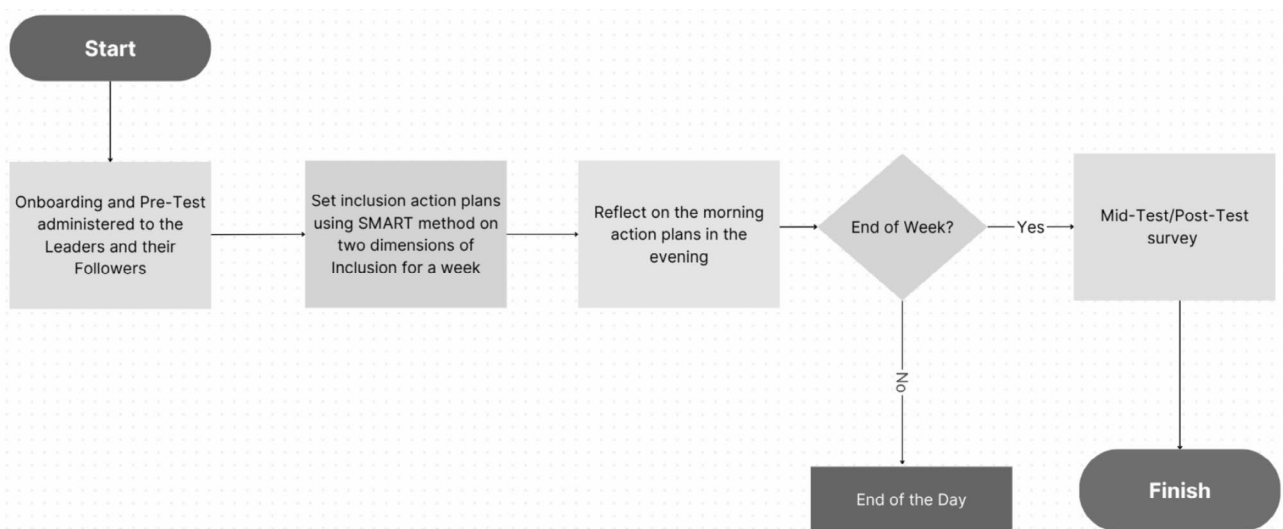 Start
Onboarding and Pre-Test
administered to the
Leaders and their
Followers
Set inclusion action plans
using SMART method on
two dimensions of
Inclusion for a week
Reflect on the morning
action plans in the
evening
End of Week?
Yes
Mid-Test/Post-Test
survey
No
End of the Day
Finish